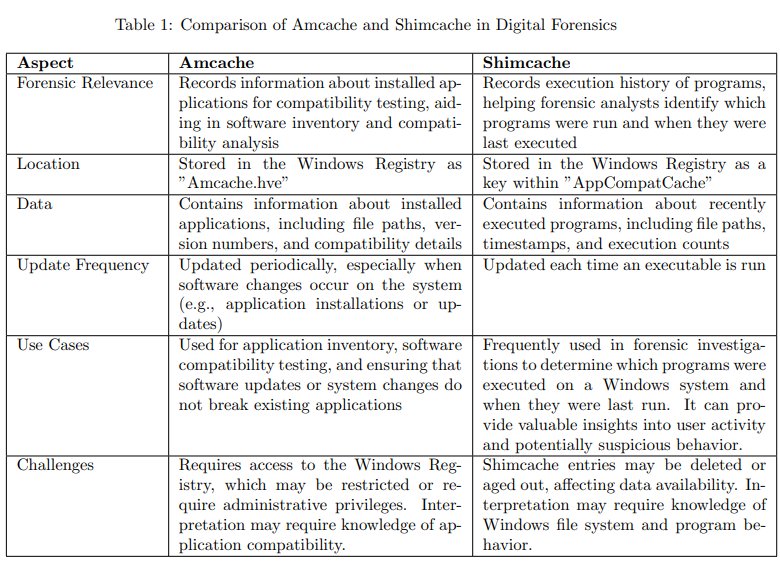 Table 1: Comparison of Amcache and Shimcache in Digital Forensics
Aspect Amcache Shimcache
Forensic Relevance
Records information about installed ap-
plications for compatibility testing, aid-
ing in software inventory and compati-
bility analysis
Records execution history of programs,
helping forensic analysts identify which
programs were run and when they were
last executed
Location
Stored in the Windows Registry as
”Amcache.hve”
Stored in the Windows Registry as a
key within ”AppCompatCache”
Data
Contains information about installed
applications, including file paths, ver-
sion numbers, and compatibility details
Contains information about recently
executed programs, including file paths,
timestamps, and execution counts
Update Frequency
Updated periodically, especially when
software changes occur on the system
(e.g., application installations or up-
dates)
Updated each time an executable is run
Use Cases
Used for application inventory, software
compatibility testing, and ensuring that
software updates or system changes do
not break existing applications
Frequently used in forensic investiga-
tions to determine which programs were
executed on a Windows system and
when they were last run. It can pro-
vide valuable insights into user activity
and potentially suspicious behavior.
Challenges
Requires access to the Windows Reg-
istry, which may be restricted or re-
quire administrative privileges. Inter-
pretation may require knowledge of ap-
plication compatibility.
Shimcache entries may be deleted or
aged out, affecting data availability. In-
terpretation may require knowledge of
Windows file system and program be-
havior.